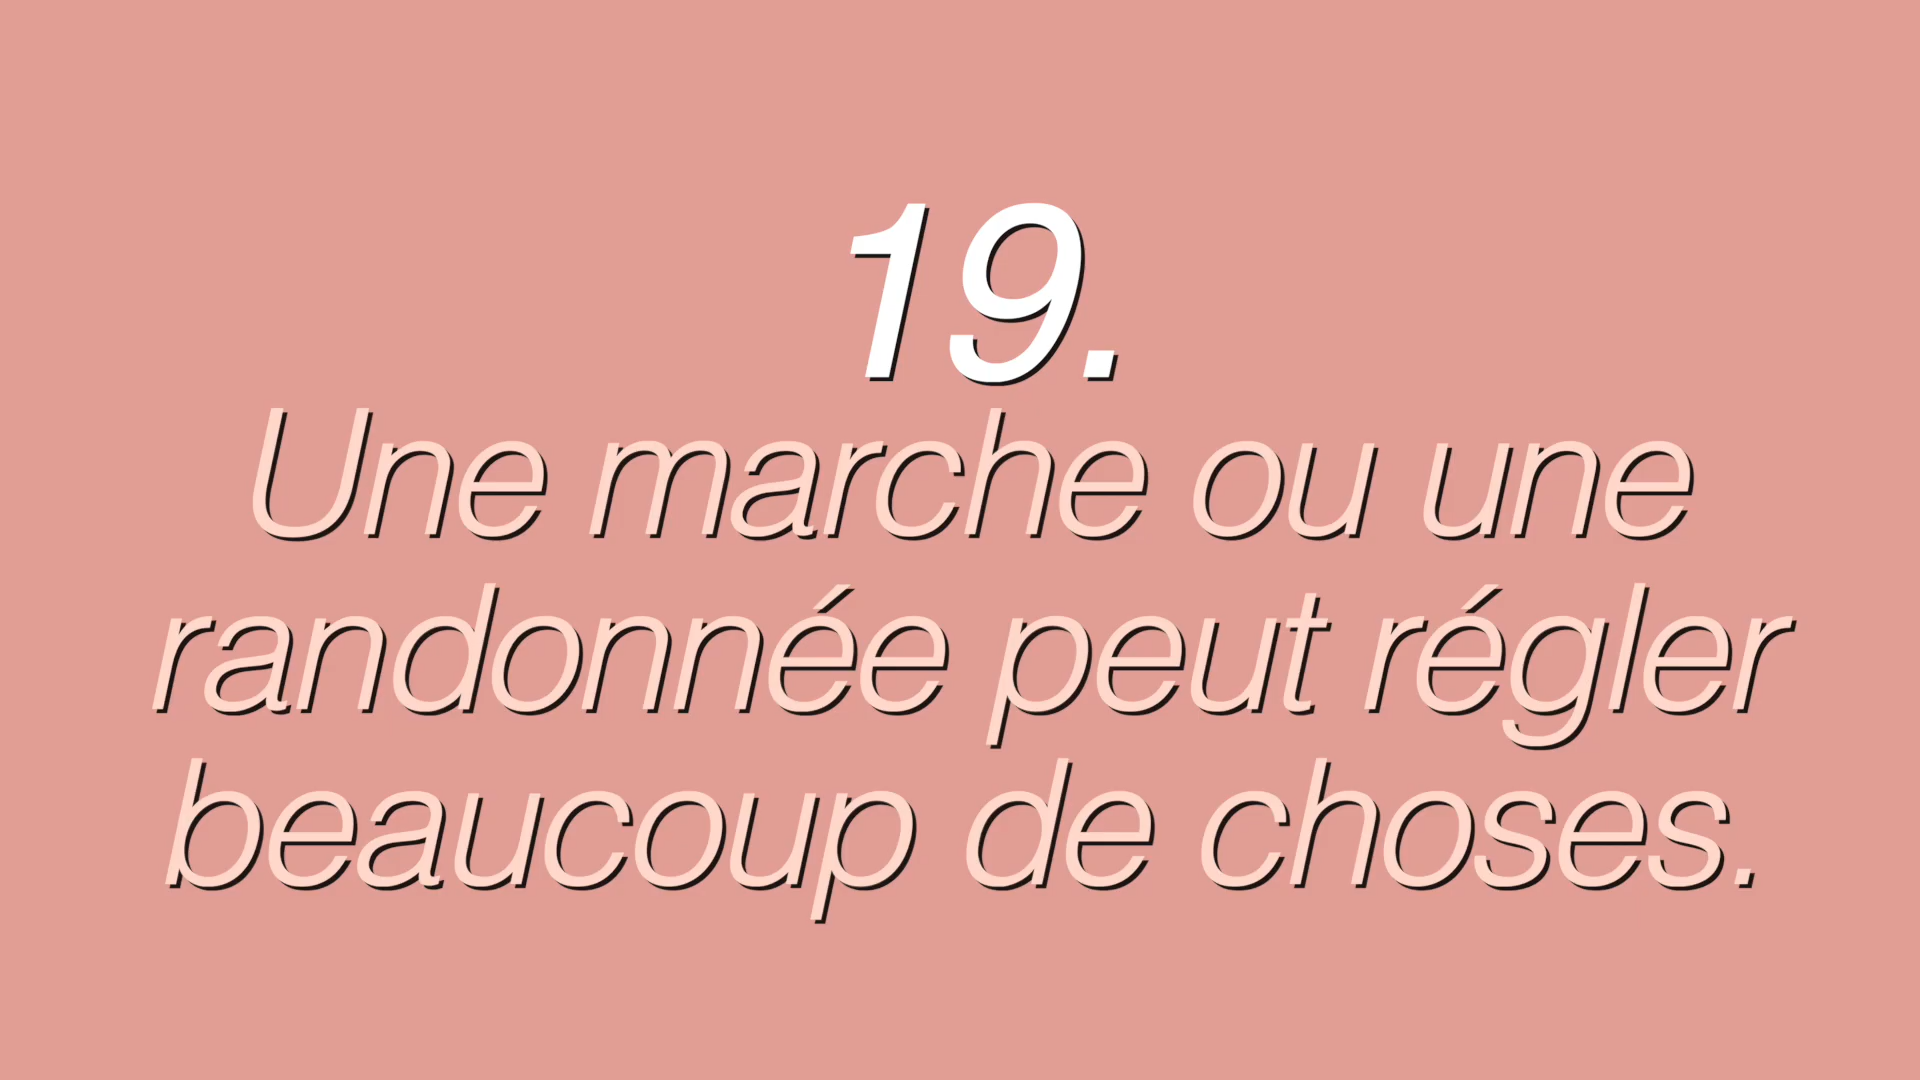 19.
Une marche ou une
randonnée peut régler
beaucoup de choses.